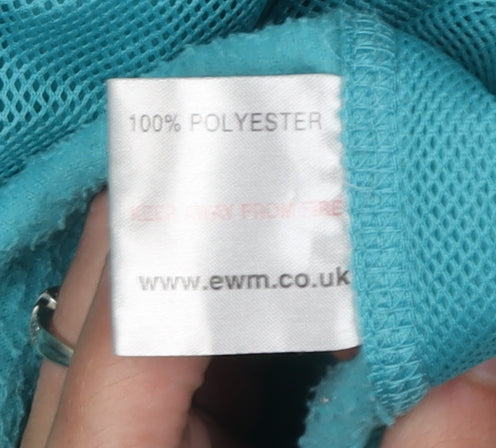 100% POLYESTER
KEEP AWAY FROM FIRE
www.ewm.co.uk